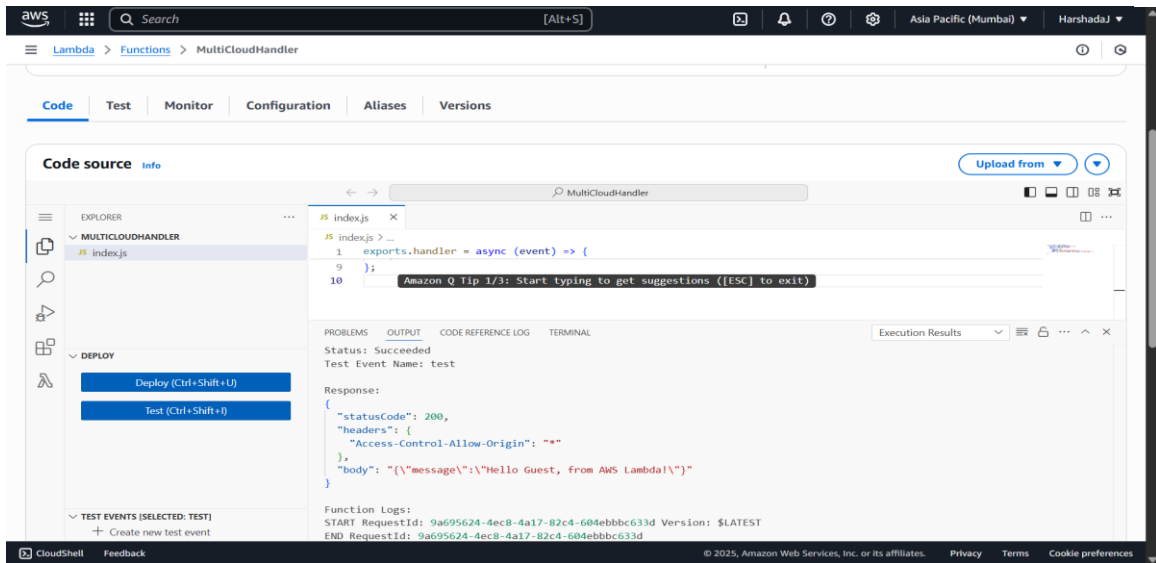 aws
Search [Alt+S]
Asia Pacific (Mumbai) ▼ HarshadaJ ▼
Lambda > Functions > MultiCloudHandler
Code Test Monitor Configuration Aliases Versions
Code source Info
Upload from ▼
MultiCloudHandler
EXPLORER ...
MULTICLOUDHANDLER
JS index.js
JS index.js ×
JS index.js > ...
1 exports.handler = async (event) => {
9 };
10 Amazon Q Tip 1/3: Start typing to get suggestions ([ESC] to exit)
PROBLEMS OUTPUT CODE REFERENCE LOG TERMINAL
Execution Results
Status: Succeeded
Test Event Name: test
Response:
{
"statusCode": 200,
"headers": {
"Access-Control-Allow-Origin": "*"
},
"body": "{\"message\":\"Hello Guest, from AWS Lambda!\"}"
}
Function Logs:
START RequestId: 9a695624-4ec8-4a17-82c4-604ebbbc633d Version: $LATEST
END RequestId: 9a695624-4ec8-4a17-82c4-604ebbbc633d
DEPLOY
Deploy (Ctrl+Shift+U)
Test (Ctrl+Shift+I)
TEST EVENTS [SELECTED: TEST]
+ Create new test event
CloudShell Feedback
© 2025, Amazon Web Services, Inc. or its affiliates. Privacy Terms Cookie preferences